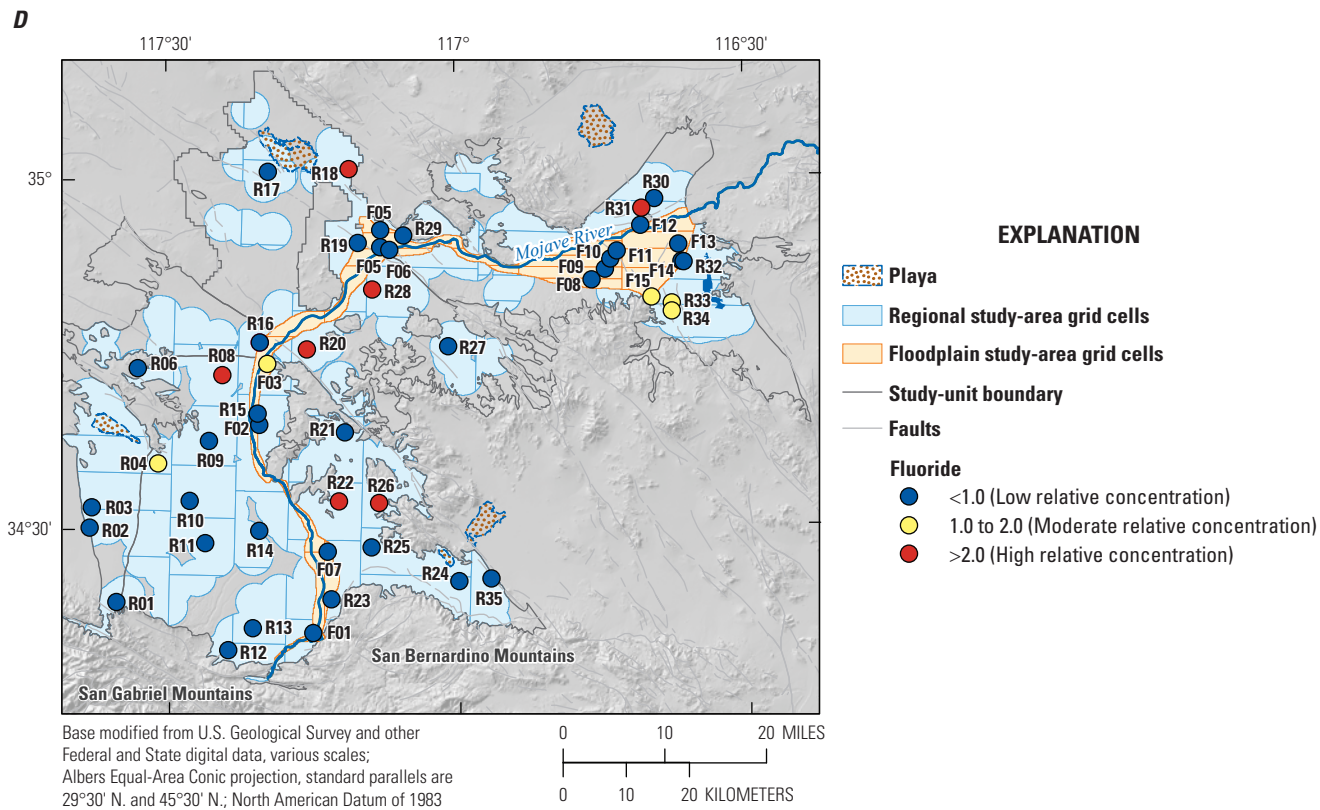 D
117°30'
117°
116°30'
35°
34°30'
R17
R18
R30
R31
F12
F05
R29
R19
F05
F06
Mojave River
F13
F10
F11
F09
F14
R32
F08
F15
R28
R33
R34
R16
R20
R27
R08
R06
F03
R15
F02
R21
R09
R04
R22
R26
R03
R10
R02
R11
R14
R25
F07
R24
R35
R01
R23
R13
F01
R12
San Bernardino Mountains
San Gabriel Mountains
EXPLANATION
Playa
Regional study-area grid cells
Floodplain study-area grid cells
Study-unit boundary
Faults
Fluoride
<1.0 (Low relative concentration)
1.0 to 2.0 (Moderate relative concentration)
>2.0 (High relative concentration)
Base modified from U.S. Geological Survey and other
Federal and State digital data, various scales;
Albers Equal-Area Conic projection, standard parallels are
29°30' N. and 45°30' N.; North American Datum of 1983
0 10 20 MILES
0 10 20 KILOMETERS